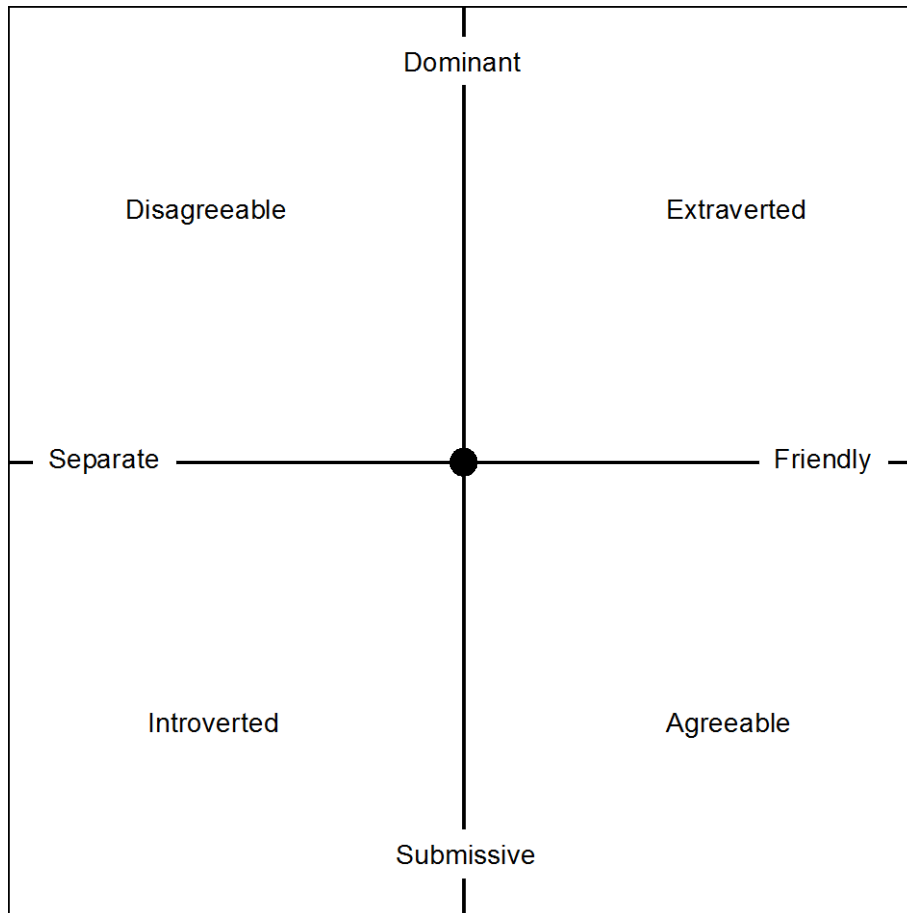 Dominant
Disagreeable Extraverted
Separate Friendly
Introverted Agreeable
Submissive